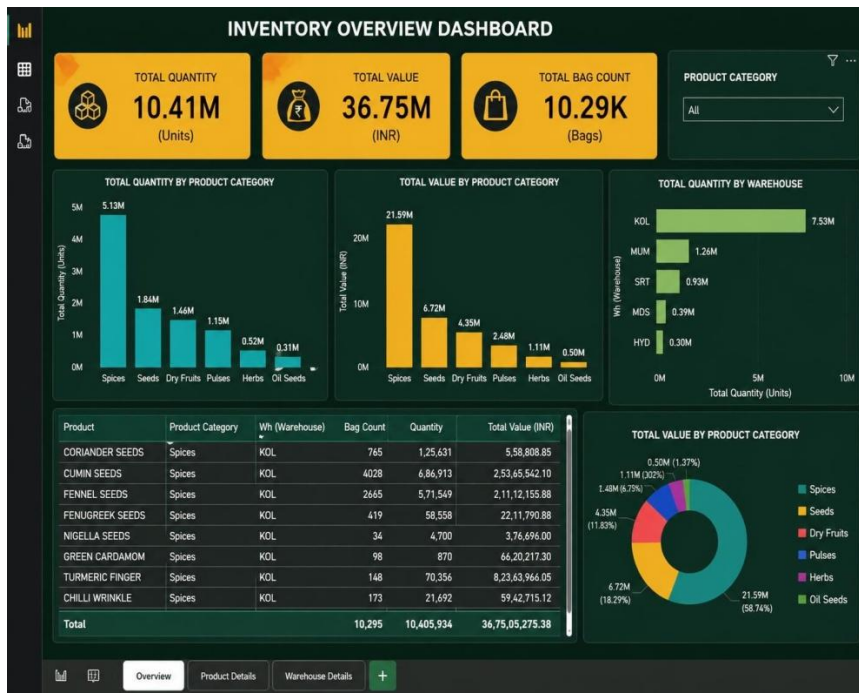 INVENTORY OVERVIEW DASHBOARD
TOTAL QUANTITY
10.41M
(Units)
TOTAL VALUE
36.75M
(INR)
TOTAL BAG COUNT
10.29K
(Bags)
PRODUCT CATEGORY
All
TOTAL QUANTITY BY PRODUCT CATEGORY
Total Quantity (Units)
5M
4M
3M
2M
1M
0M
5.13M
1.84M
1.46M
1.15M
0.52M
0.31M
Spices Seeds Dry Fruits Pulses Herbs Oil Seeds
TOTAL VALUE BY PRODUCT CATEGORY
Total Value (INR)
20M
10M
0M
21.59M
6.72M
4.35M
2.48M
1.11M
0.50M
Spices Seeds Dry Fruits Pulses Herbs Oil Seeds
TOTAL QUANTITY BY WAREHOUSE
Wh (Warehouse)
KOL 7.53M
MUM 1.26M
SRT 0.93M
MDS 0.39M
HYD 0.30M
0M 5M 10M
Total Quantity (Units)
Product Product Category Wh (Warehouse) Bag Count Quantity Total Value (INR)
CORIANDER SEEDS Spices KOL 765 1,25,631 5,58,808.85
CUMIN SEEDS Spices KOL 4028 6,86,913 2,53,65,542.10
FENNEL SEEDS Spices KOL 2665 5,71,549 2,11,12,155.88
FENUGREEK SEEDS Spices KOL 419 58,558 22,11,790.88
NIGELLA SEEDS Spices KOL 34 4,700 3,76,696.00
GREEN CARDAMOM Spices KOL 98 870 66,20,217.30
TURMERIC FINGER Spices KOL 148 70,356 8,23,63,966.05
CHILLI WRINKLE Spices KOL 173 21,692 59,42,715.12
Total 10,295 10,405,934 36,75,05,275.38
TOTAL VALUE BY PRODUCT CATEGORY
0.50M (1.37%)
1.11M (302%)
1.48M (6.75%)
4.35M
(11.83%)
6.72M
(18.29%)
21.59M
(58.74%)
Spices
Seeds
Dry Fruits
Pulses
Herbs
Oil Seeds
Overview Product Details Warehouse Details +